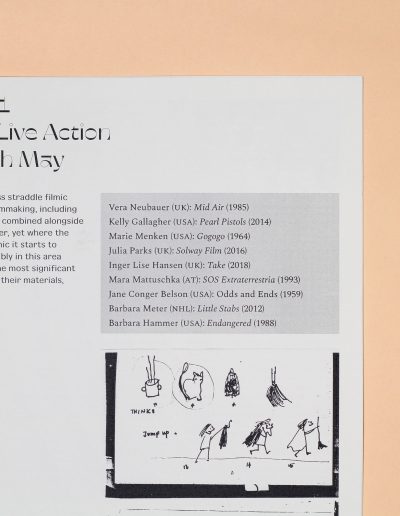 Live Action
h May
s straddle filmic
nmaking, including
combined alongside
er, yet where the
nic it starts to
bly in this area
he most significant
their materials,
Vera Neubauer (UK): Mid Air (1985)
Kelly Gallagher (USA): Pearl Pistols (2014)
Marie Menken (USA): Gogogo (1964)
Julia Parks (UK): Solway Film (2016)
Inger Lise Hansen (UK): Take (2018)
Mara Mattuschka (AT): SOS Extraterrestria (1993)
Jane Conger Belson (USA): Odds and Ends (1959)
Barbara Meter (NHL): Little Stabs (2012)
Barbara Hammer (USA): Endangered (1988)
THINKS
Jump up